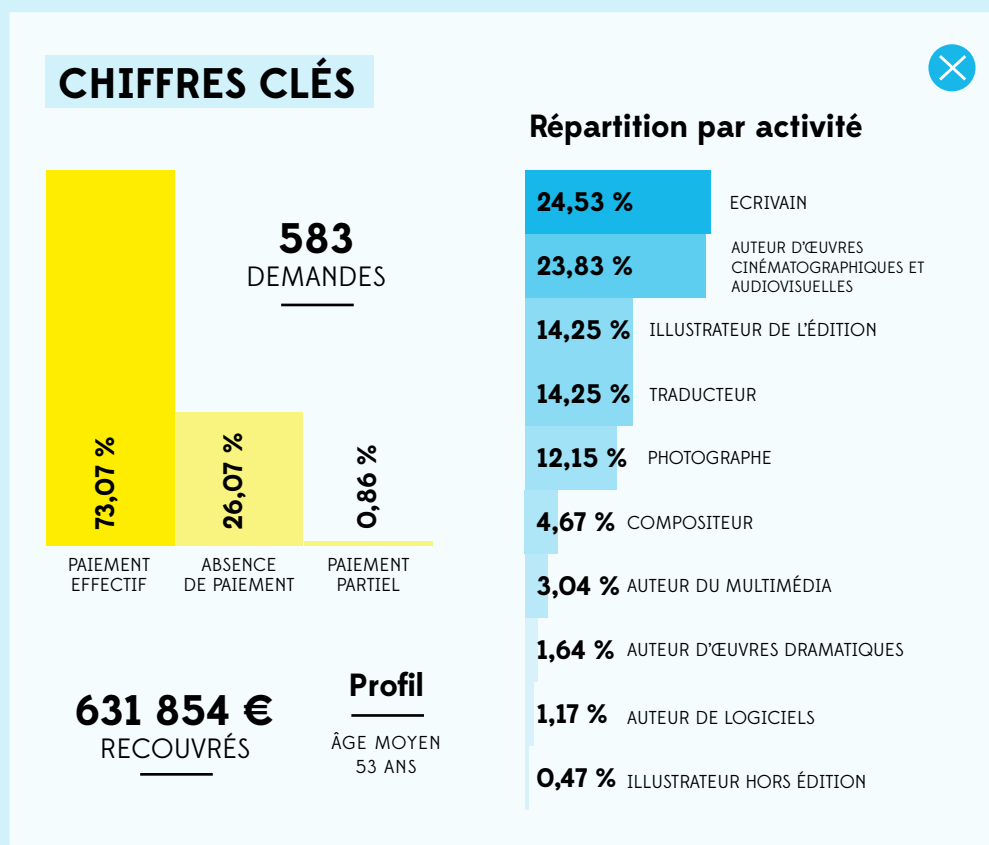 CHIFFRES CLÉS
583
DEMANDES
73,07 %
26,07 %
0,86 %
PAIEMENT
EFFECTIF
ABSENCE
DE PAIEMENT
PAIEMENT
PARTIEL
631 854 €
RECOUVRÉS
Profil
ÂGE MOYEN
53 ANS
Répartition par activité
24,53 % ECRIVAIN
23,83 % AUTEUR D'ŒUVRES
CINÉMATOGRAPHIQUES ET
AUDIOVISUELLES
14,25 % ILLUSTRATEUR DE L'ÉDITION
14,25 % TRADUCTEUR
12,15 % PHOTOGRAPHE
4,67 % COMPOSITEUR
3,04 % AUTEUR DU MULTIMÉDIA
1,64 % AUTEUR D'ŒUVRES DRAMATIQUES
1,17 % AUTEUR DE LOGICIELS
0,47 % ILLUSTRATEUR HORS ÉDITION